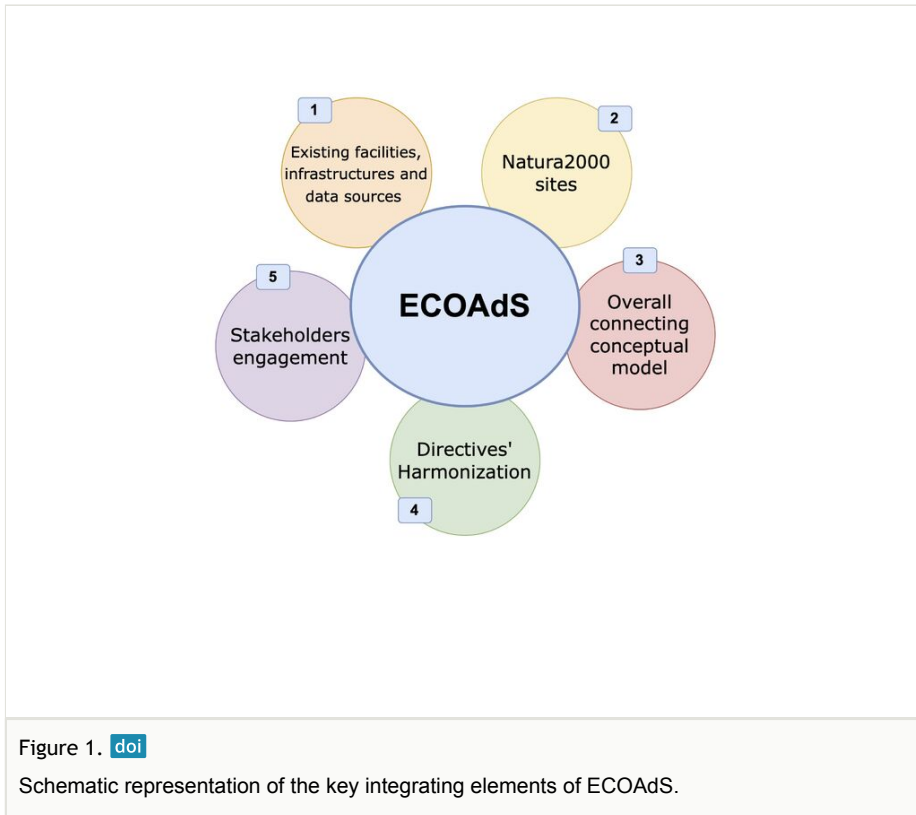 1
Existing facilities,
infrastructures and
data sources
2
Natura2000
sites
3
Overall
connecting
conceptual
model
ECOAdS
5
Stakeholders
engagement
Directives'
Harmonization
4
Figure 1. doi
Schematic representation of the key integrating elements of ECOAdS.